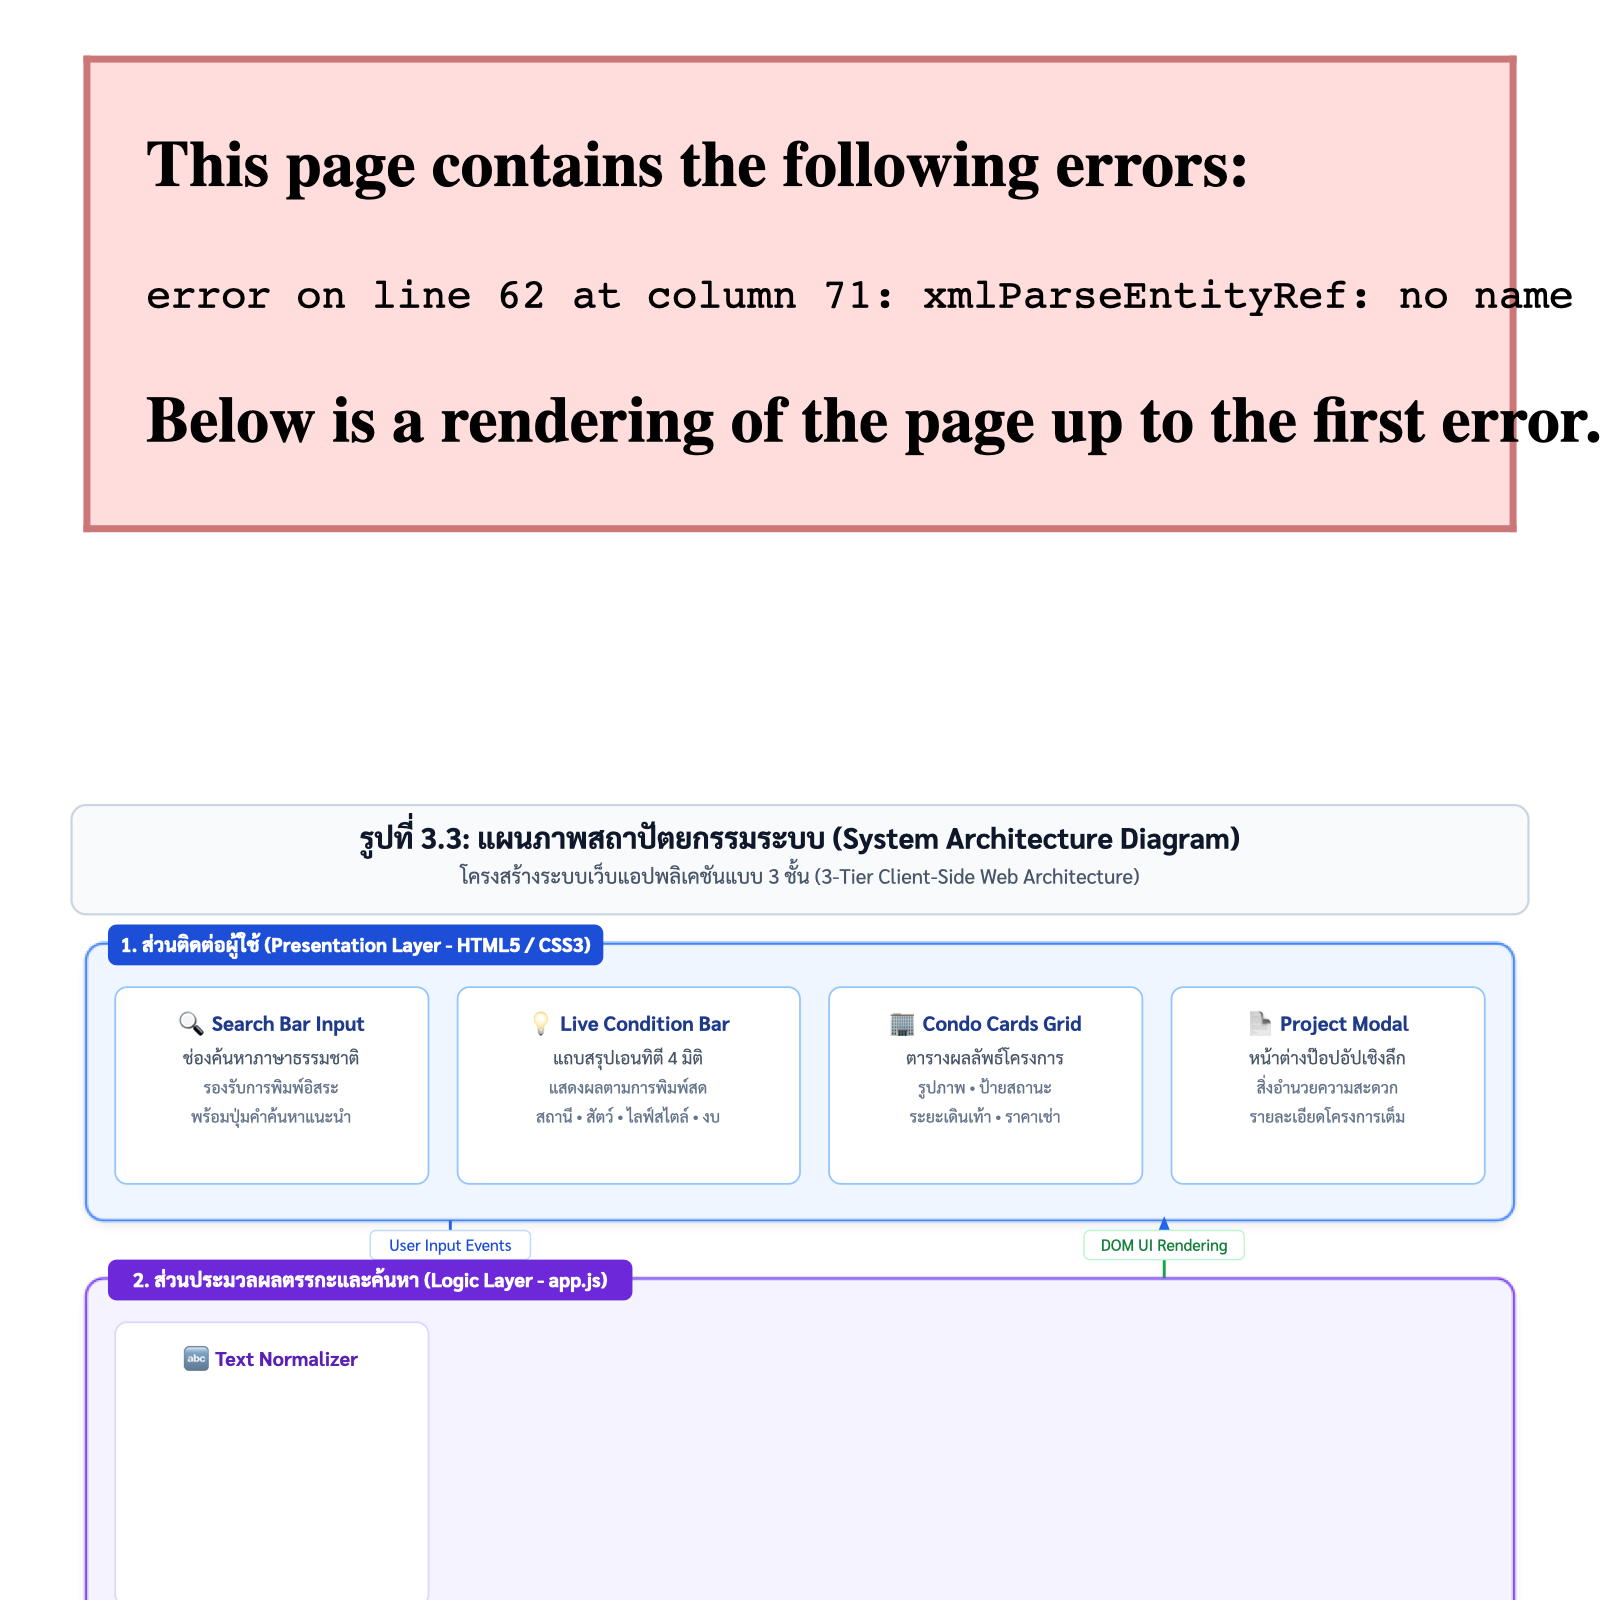 This page contains the following errors:
error on line 62 at column 71: xmlParseEntityRef: no name
Below is a rendering of the page up to the first error.
รูปที่ 3.3: แผนภาพสถาปัตยกรรมระบบ (System Architecture Diagram)
โครงสร้างระบบเว็บแอปพลิเคชันแบบ 3 ชั้น (3-Tier Client-Side Web Architecture)
1. ส่วนติดต่อผู้ใช้ (Presentation Layer - HTML5 / CSS3)
🔍 Search Bar Input
ช่องค้นหาภาษาธรรมชาติ
รองรับการพิมพ์อิสระ
พร้อมปุ่มคำค้นหาแนะนำ
💡 Live Condition Bar
แถบสรุปเอนทิตี 4 มิติ
แสดงผลตามการพิมพ์สด
สถานี • สัตว์ • ไลฟ์สไตล์ • งบ
🏢 Condo Cards Grid
ตารางผลลัพธ์โครงการ
รูปภาพ • ป้ายสถานะ
ระยะเดินเท้า • ราคาเช่า
📄 Project Modal
หน้าต่างป๊อปอัปเชิงลึก
สิ่งอำนวยความสะดวก
รายละเอียดโครงการเต็ม
User Input Events
DOM UI Rendering
2. ส่วนประมวลผลตรรกะและค้นหา (Logic Layer - app.js)
🔤 Text Normalizer